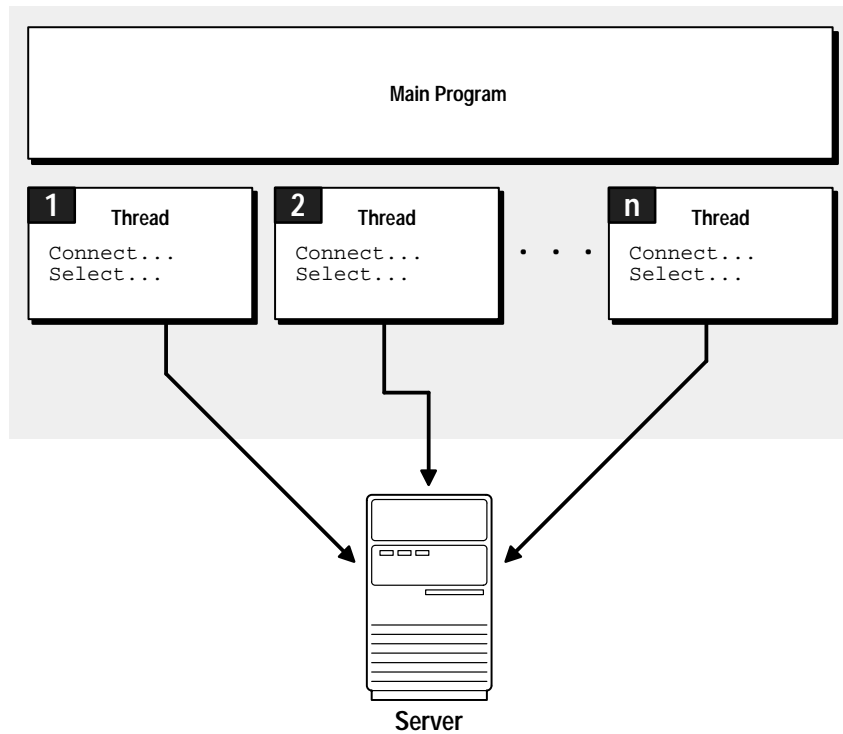 Main Program
1 Thread
Connect...
Select...
2 Thread
Connect...
Select...
. . .
n Thread
Connect...
Select...
Server